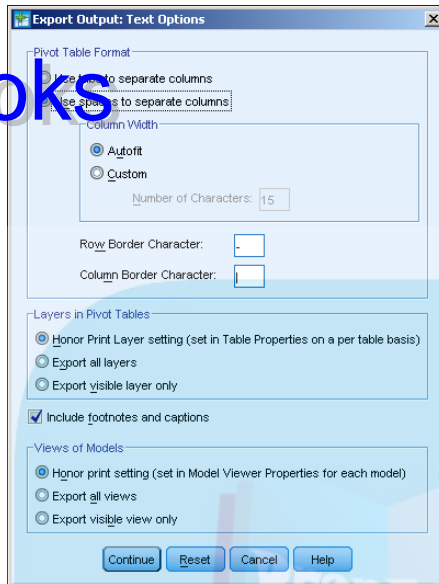 Export Output: Text Options
Pivot Table Format
Use tabs to separate columns
Use spaces to separate columns
oks
Column Width
Autofit
Custom
Number of Characters: 15
Row Border Character: -
Column Border Character: |
Layers in Pivot Tables
Honor Print Layer setting (set in Table Properties on a per table basis)
Export all layers
Export visible layer only
Include footnotes and captions
Views of Models
Honor print setting (set in Model Viewer Properties for each model)
Export all views
Export visible view only
Continue Reset Cancel Help